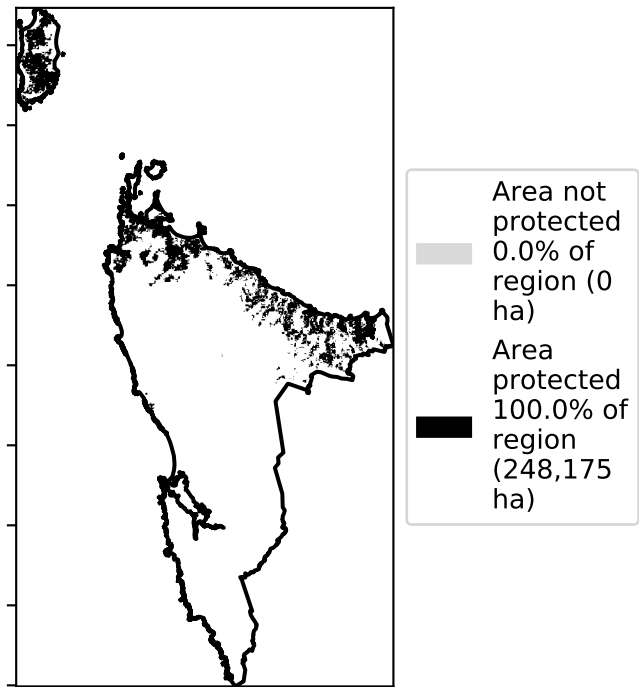 Area not
protected
0.0% of
region (0
ha)
Area
protected
100.0% of
region
(248,175
ha)